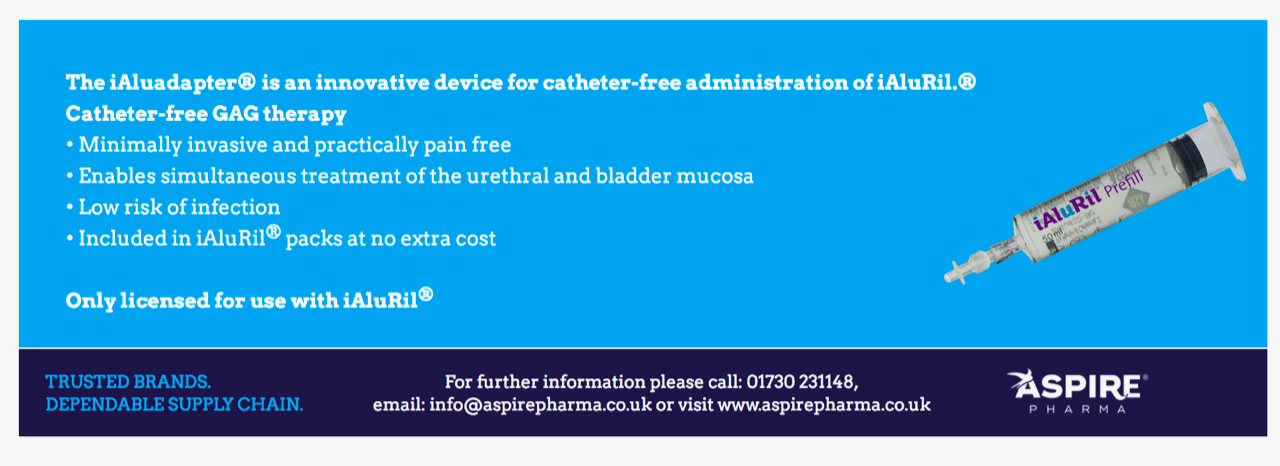 The iAluadapter® is an innovative device for catheter-free administration of iAluRil.®
Catheter-free GAG therapy
• Minimally invasive and practically pain free
• Enables simultaneous treatment of the urethral and bladder mucosa
• Low risk of infection
• Included in iAluRil® packs at no extra cost
Only licensed for use with iAluRil®
iAluRil Prefill
50 ml
TRUSTED BRANDS.
DEPENDABLE SUPPLY CHAIN.
For further information please call: 01730 231148,
email: info@aspirepharma.co.uk or visit www.aspirepharma.co.uk
ASPIRE®
PHARMA